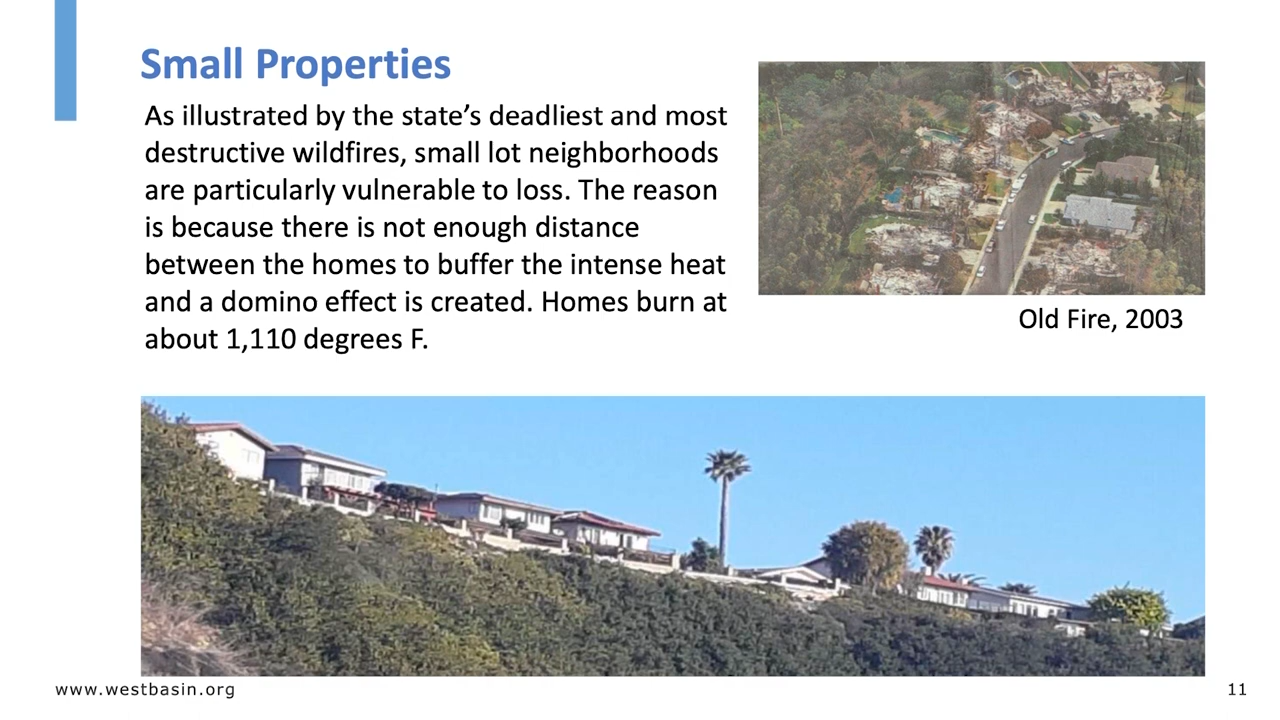 Small Properties
As illustrated by the state’s deadliest and most
destructive wildfires, small lot neighborhoods
are particularly vulnerable to loss. The reason
is because there is not enough distance
between the homes to buffer the intense heat
and a domino effect is created. Homes burn at
about 1,110 degrees F.
Old Fire, 2003
www.westbasin.org
11